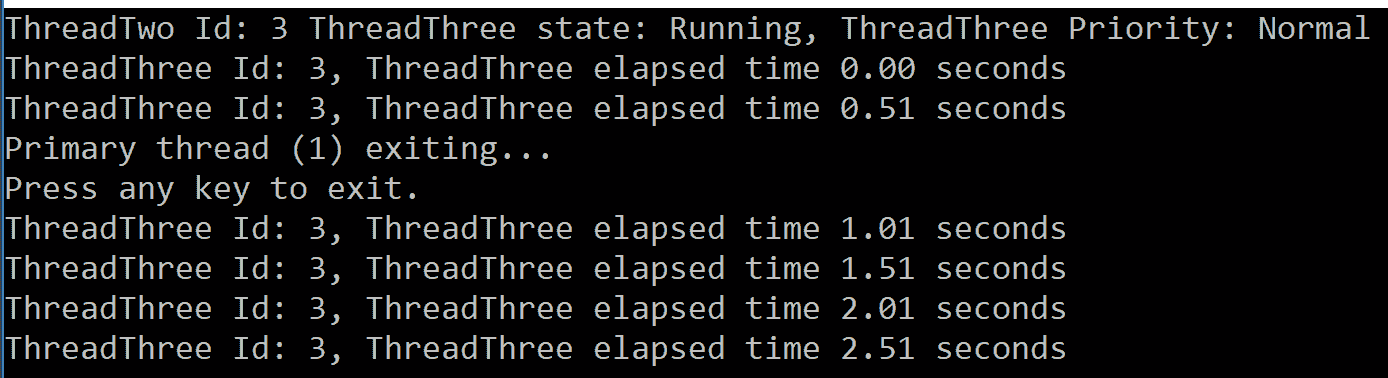 ThreadTwo Id: 3 ThreadThree state: Running, ThreadThree Priority: Normal
ThreadThree Id: 3, ThreadThree elapsed time 0.00 seconds
ThreadThree Id: 3, ThreadThree elapsed time 0.51 seconds
Primary thread (1) exiting...
Press any key to exit.
ThreadThree Id: 3, ThreadThree elapsed time 1.01 seconds
ThreadThree Id: 3, ThreadThree elapsed time 1.51 seconds
ThreadThree Id: 3, ThreadThree elapsed time 2.01 seconds
ThreadThree Id: 3, ThreadThree elapsed time 2.51 seconds